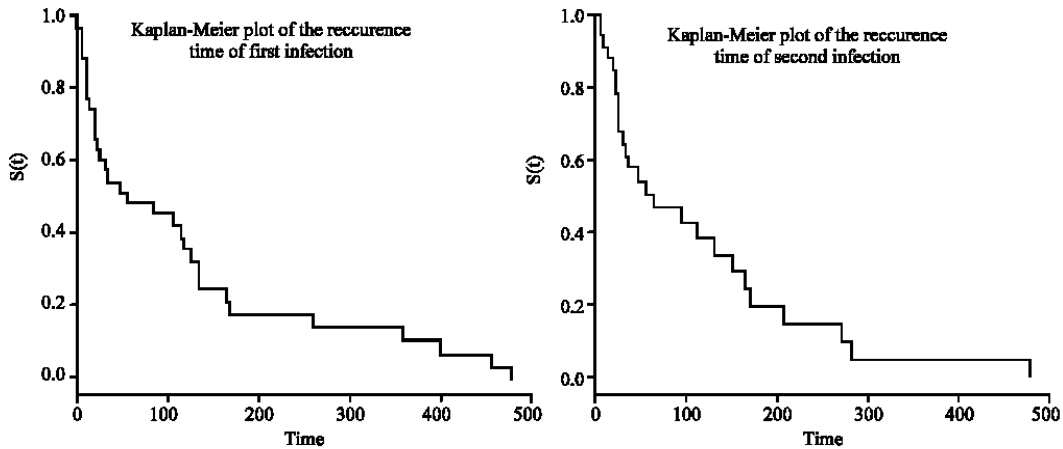 Kaplan-Meier plot of the reccurence
time of first infection
S(t)
1.0
0.8
0.6
0.4
0.2
0.0
0 100 200 300 400 500
Time
Kaplan-Meier plot of the reccurence
time of second infection
S(t)
1.0
0.8
0.6
0.4
0.2
0.0
0 100 200 300 400 500
Time